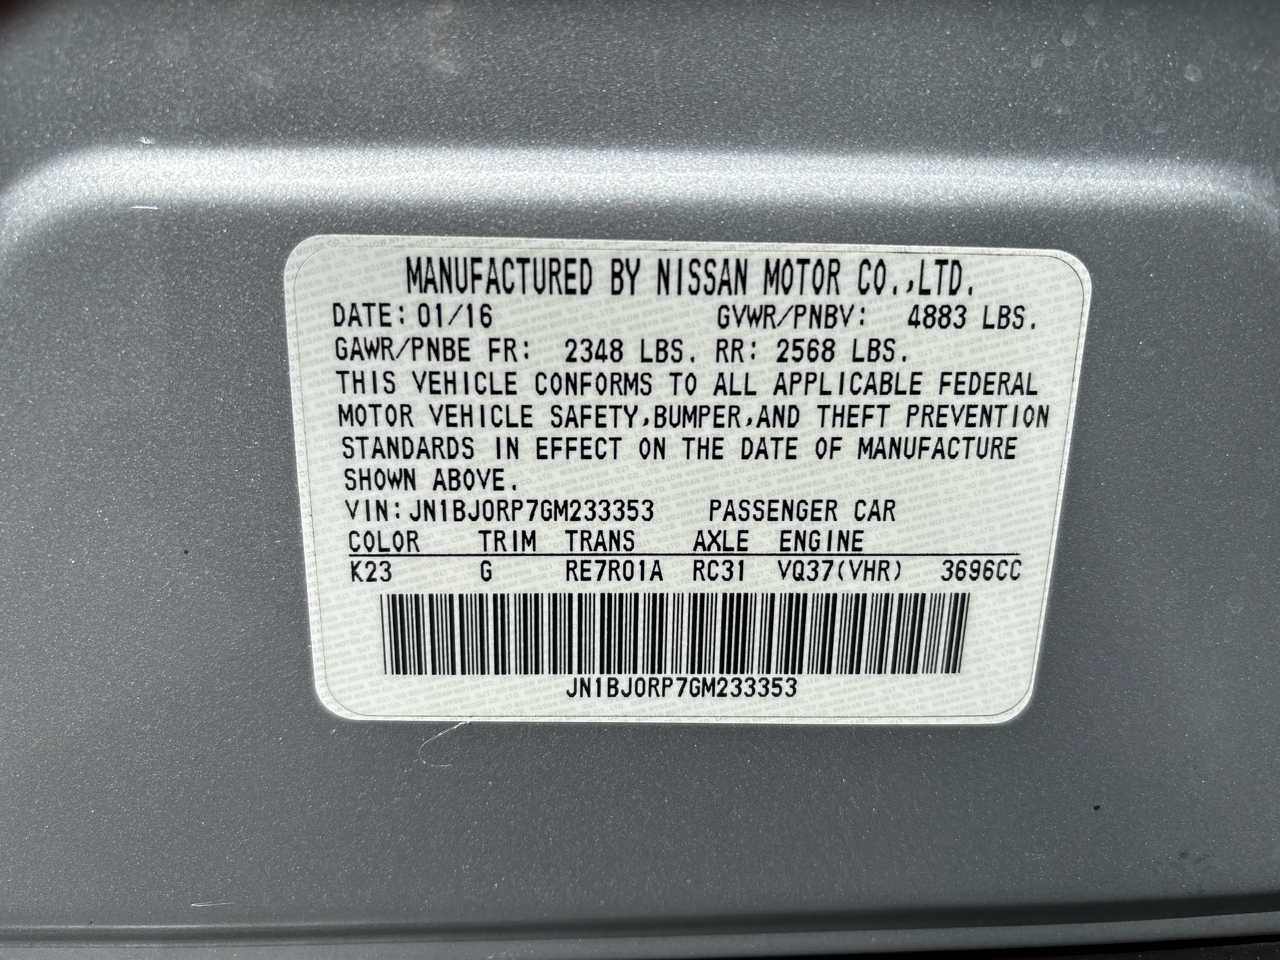 MANUFACTURED BY NISSAN MOTOR CO.,LTD.
DATE: 01/16 GVWR/PNBV: 4883 LBS.
GAWR/PNBE FR: 2348 LBS. RR: 2568 LBS.
THIS VEHICLE CONFORMS TO ALL APPLICABLE FEDERAL
MOTOR VEHICLE SAFETY,BUMPER,AND THEFT PREVENTION
STANDARDS IN EFFECT ON THE DATE OF MANUFACTURE
SHOWN ABOVE.
VIN:JN1BJ0RP7GM233353 PASSENGER CAR
COLOR TRIM TRANS AXLE ENGINE
K23 G RE7R01A RC31 VQ37(VHR) 3696CC
JN1BJ0RP7GM233353